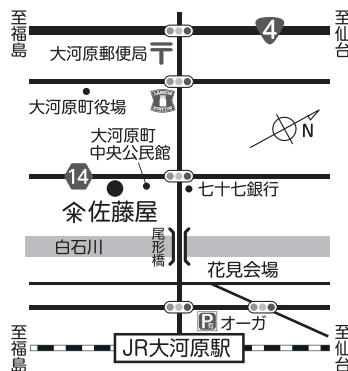 至福島
至仙台
4
大河原郵便局
〒
大河原町役場
LAWSON
STATION
N
大河原町
中央公民館
14
七十七銀行
佐藤屋
白石川
尾形橋
花見会場
P
オーガ
至福島
JR大河原駅
至仙台